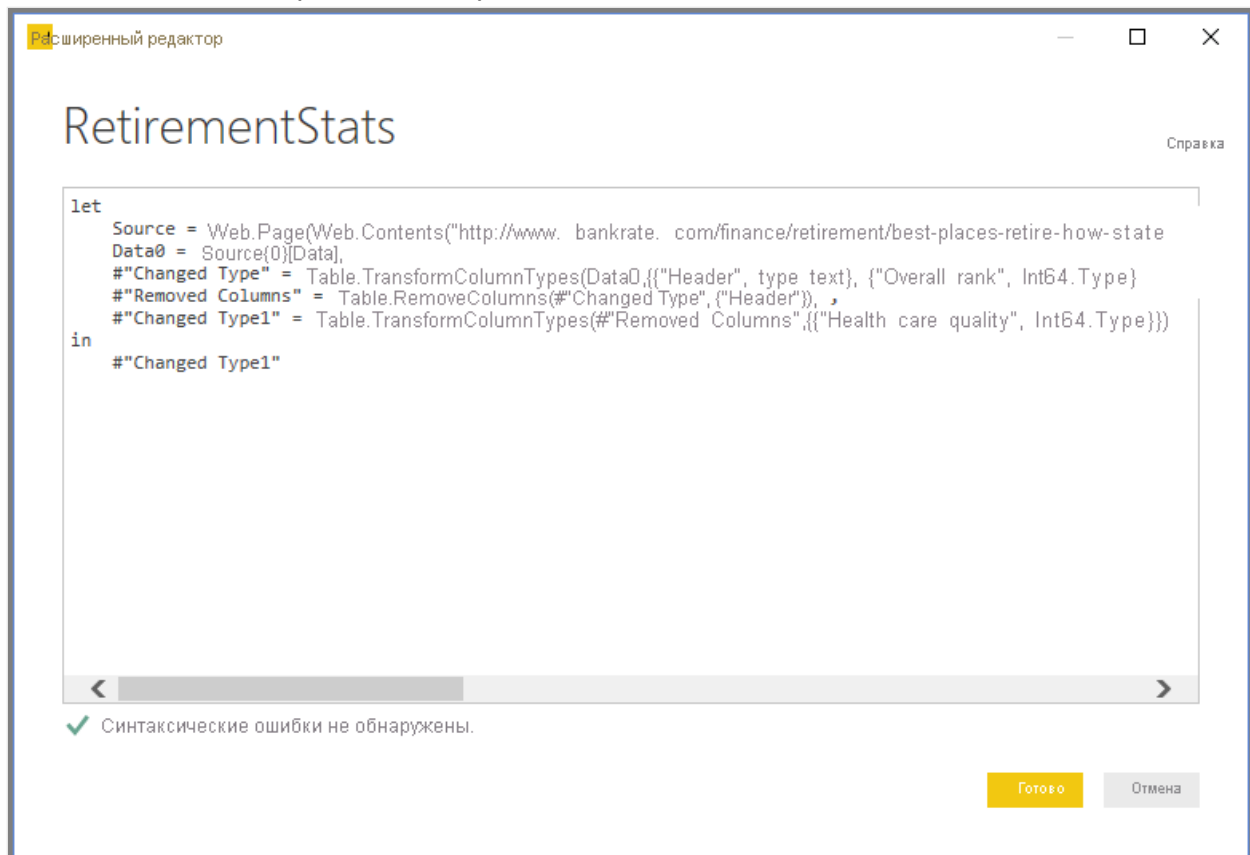 Расширенный редактор
RetirementStats
Справка
let
Source = Web.Page(Web.Contents("http://www. bankrate. com/finance/retirement/best-places-retire-how-state
Data0 = Source{0}[Data],
#"Changed Type" = Table.TransformColumnTypes(Data0,{{"Header", type text}, {"Overall rank", Int64.Type}
#"Removed Columns" = Table.RemoveColumns(#"Changed Type",{"Header"}), ,
#"Changed Type1" = Table.TransformColumnTypes(#"Removed Columns",{{"Health care quality", Int64.Type}})
in
#"Changed Type1"
Синтаксические ошибки не обнаружены.
Готово
Отмена